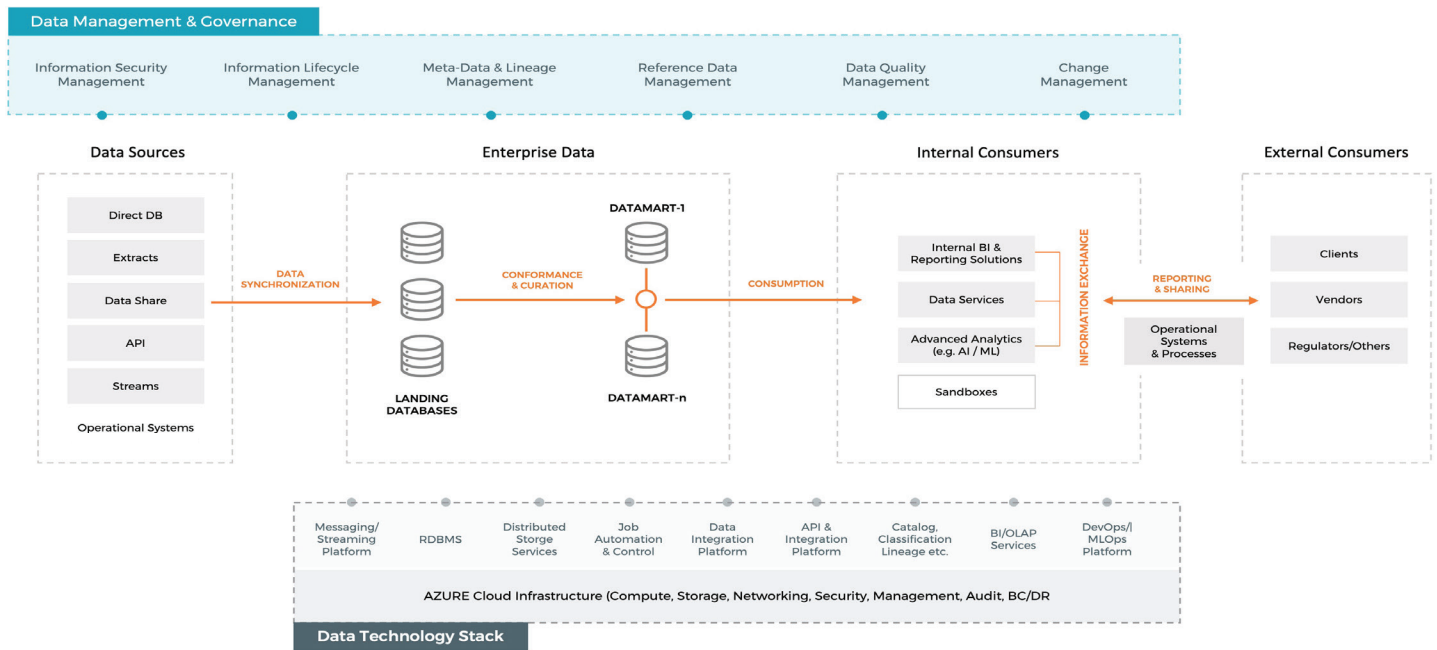 Data Management & Governance
Information Security
Management
Information Lifecycle
Management
Meta-Data & Lineage
Management
Reference Data
Management
Data Quality
Management
Change
Management
Data Sources
Direct DB
Extracts
Data Share
API
Streams
Operational Systems
DATA
SYNCHRONIZATION
Enterprise Data
LANDING
DATABASES
CONFORMANCE
& CURATION
DATAMART-1
DATAMART-n
CONSUMPTION
Internal Consumers
Internal BI &
Reporting Solutions
Data Services
Advanced Analytics
(e.g. AI / ML)
Sandboxes
INFORMATION EXCHANGE
REPORTING
& SHARING
Operational
Systems
& Processes
External Consumers
Clients
Vendors
Regulators/Others
Messaging/
Streaming
Platform
RDBMS
Distributed
Storge
Services
Job
Automation
& Control
Data
Integration
Platform
API &
Integration
Platform
Catalog,
Classification
Lineage etc.
BI/OLAP
Services
DevOps/|
MLOps
Platform
AZURE Cloud Infrastructure (Compute, Storage, Networking, Security, Management, Audit, BC/DR
Data Technology Stack